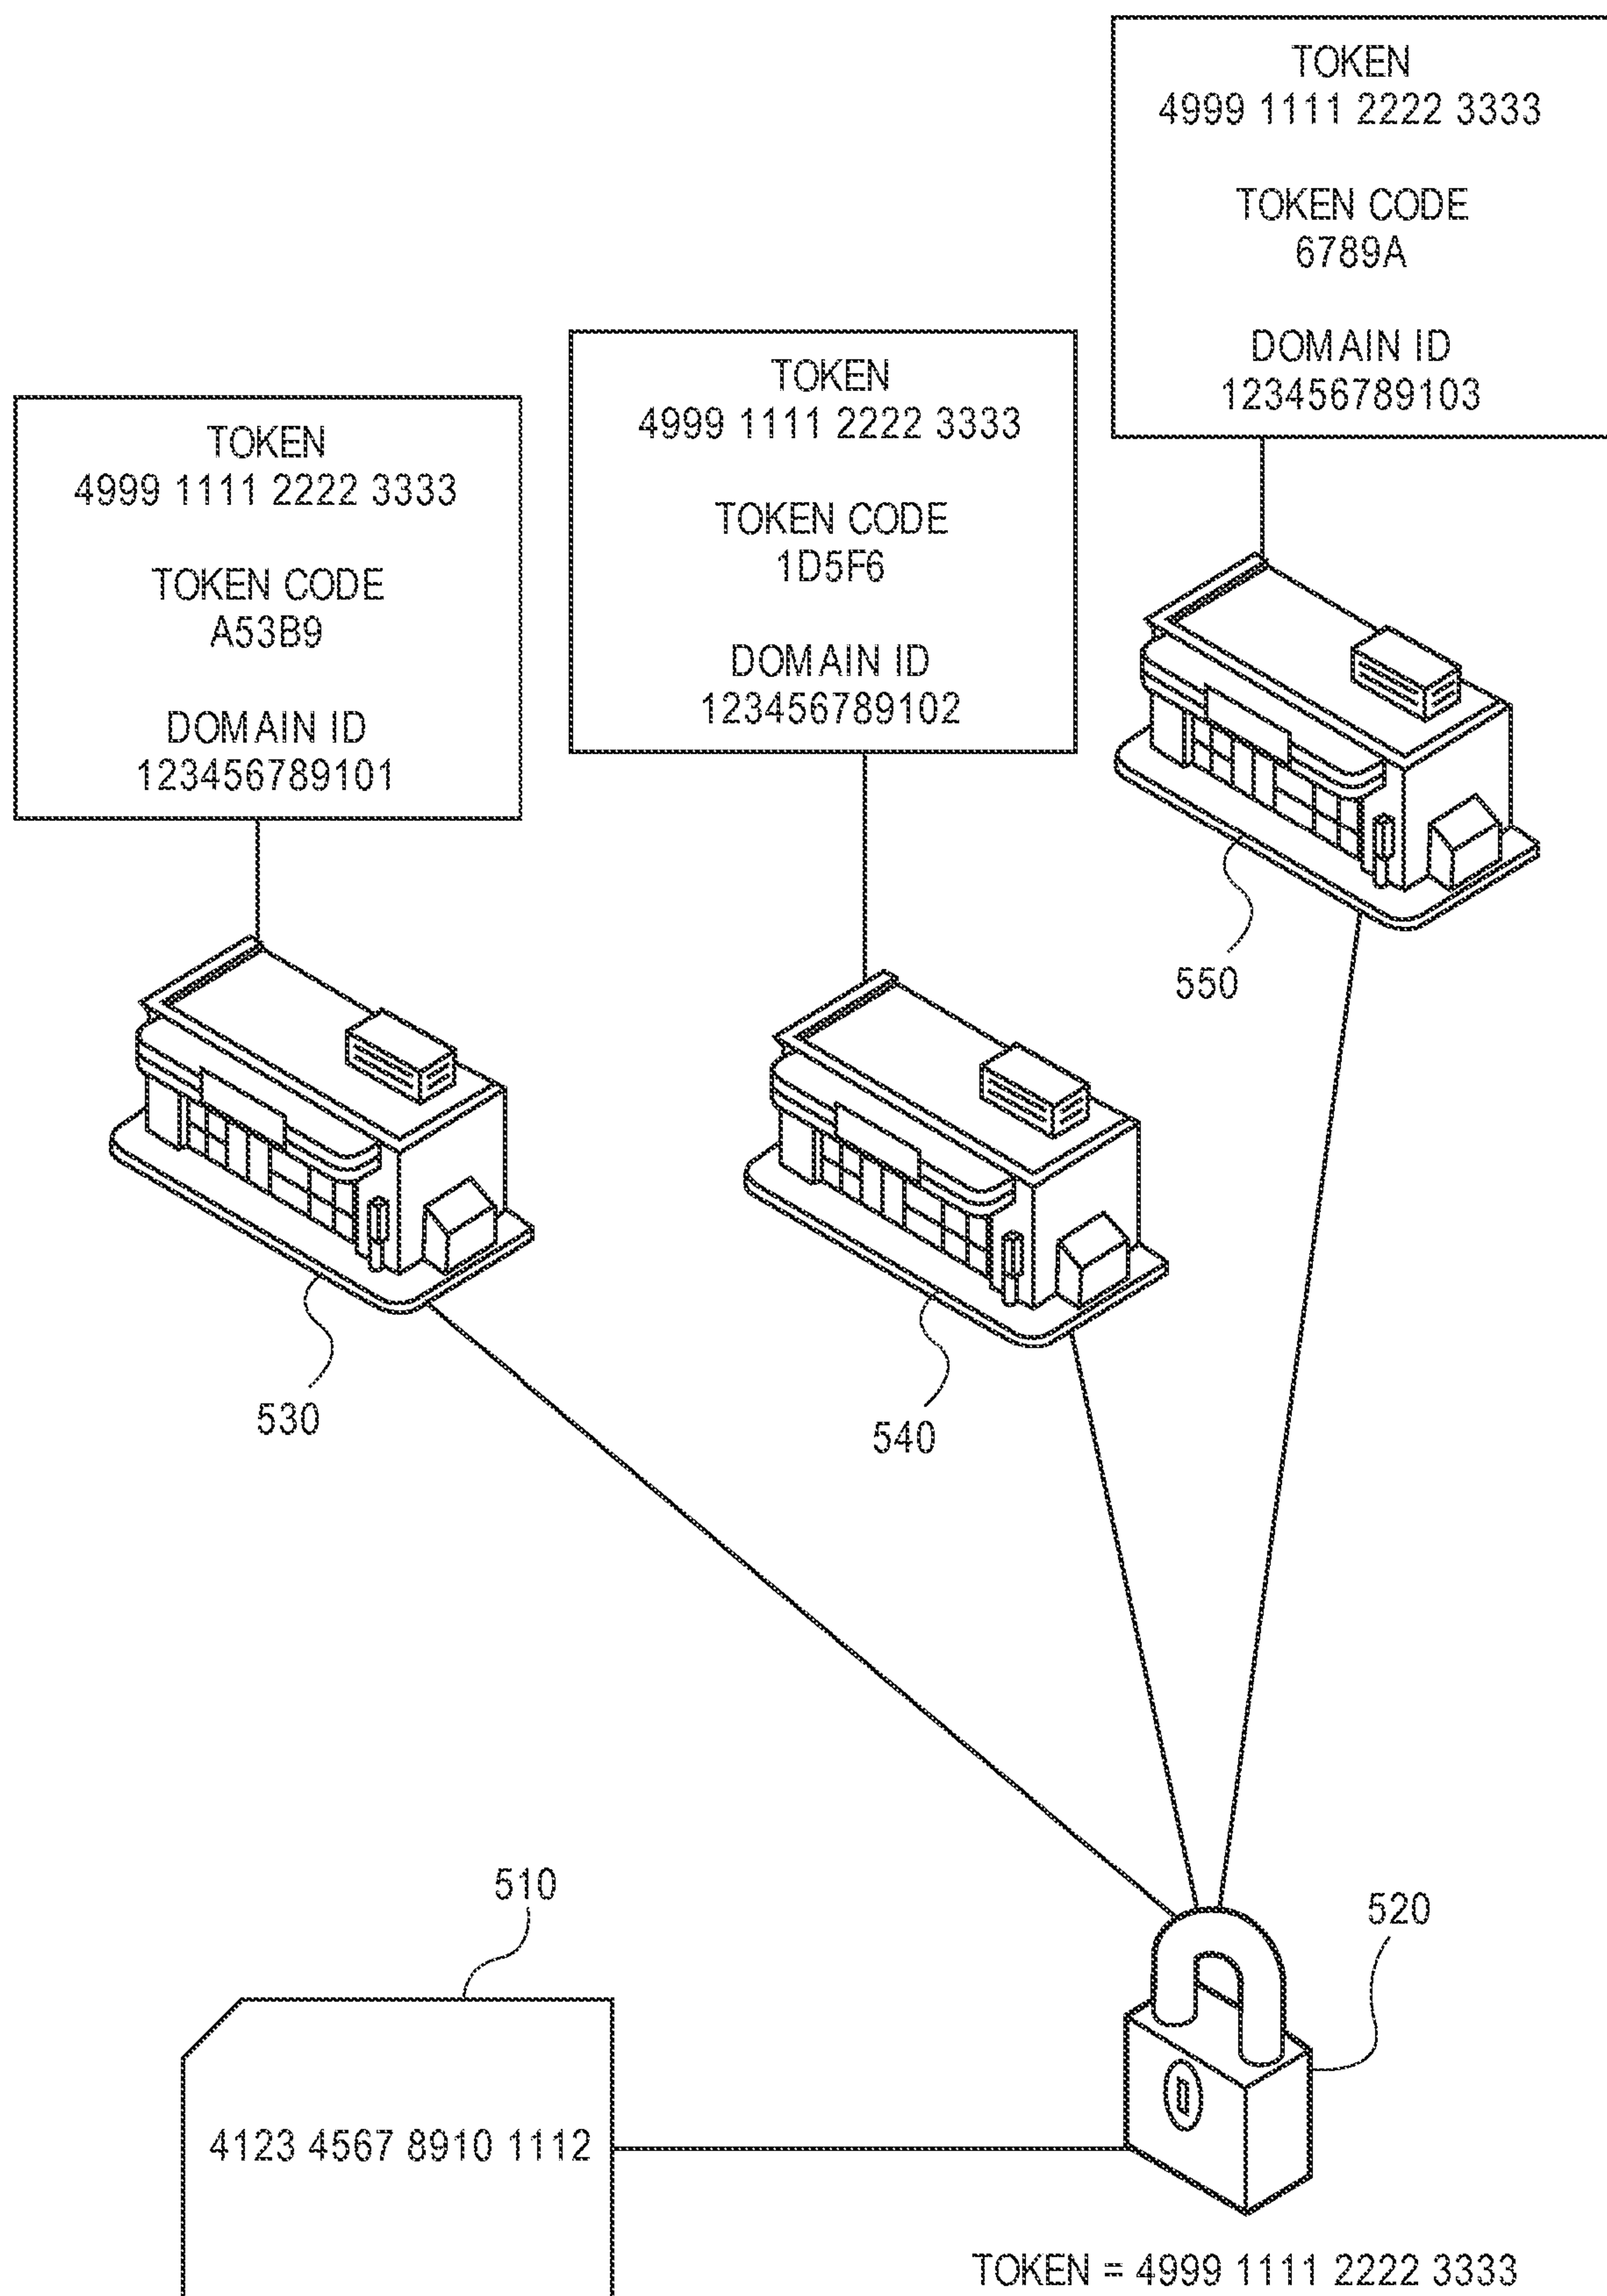 TOKEN
4999 1111 2222 3333
TOKEN CODE
6789A
DOMAIN ID
123456789103
TOKEN
4999 1111 2222 3333
TOKEN CODE
1D5F6
DOMAIN ID
123456789102
TOKEN
4999 1111 2222 3333
TOKEN CODE
A53B9
DOMAIN ID
123456789101
550
530
540
510
520
4123 4567 8910 1112
TOKEN = 4999 1111 2222 3333